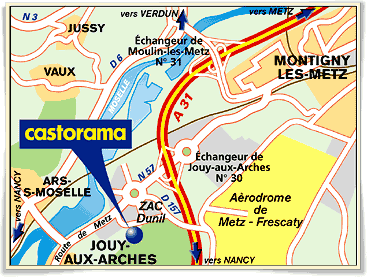 N 3
vers VERDUN
vers METZ
JUSSY
D 6
Échangeur de
Moulin-les-Metz
N° 31
MONTIGNY
LES-METZ
VAUX
MOSELLE
A 31
castorama
Échangeur de
Jouy-aux-Arches
N° 30
N 57
vers NANCY
ARS-
S-MOSELLE
ZAC
Dunil
D 157
Aérodrome
de
Metz - Frescaty
Route de Metz
JOUY-
AUX-ARCHES
vers NANCY